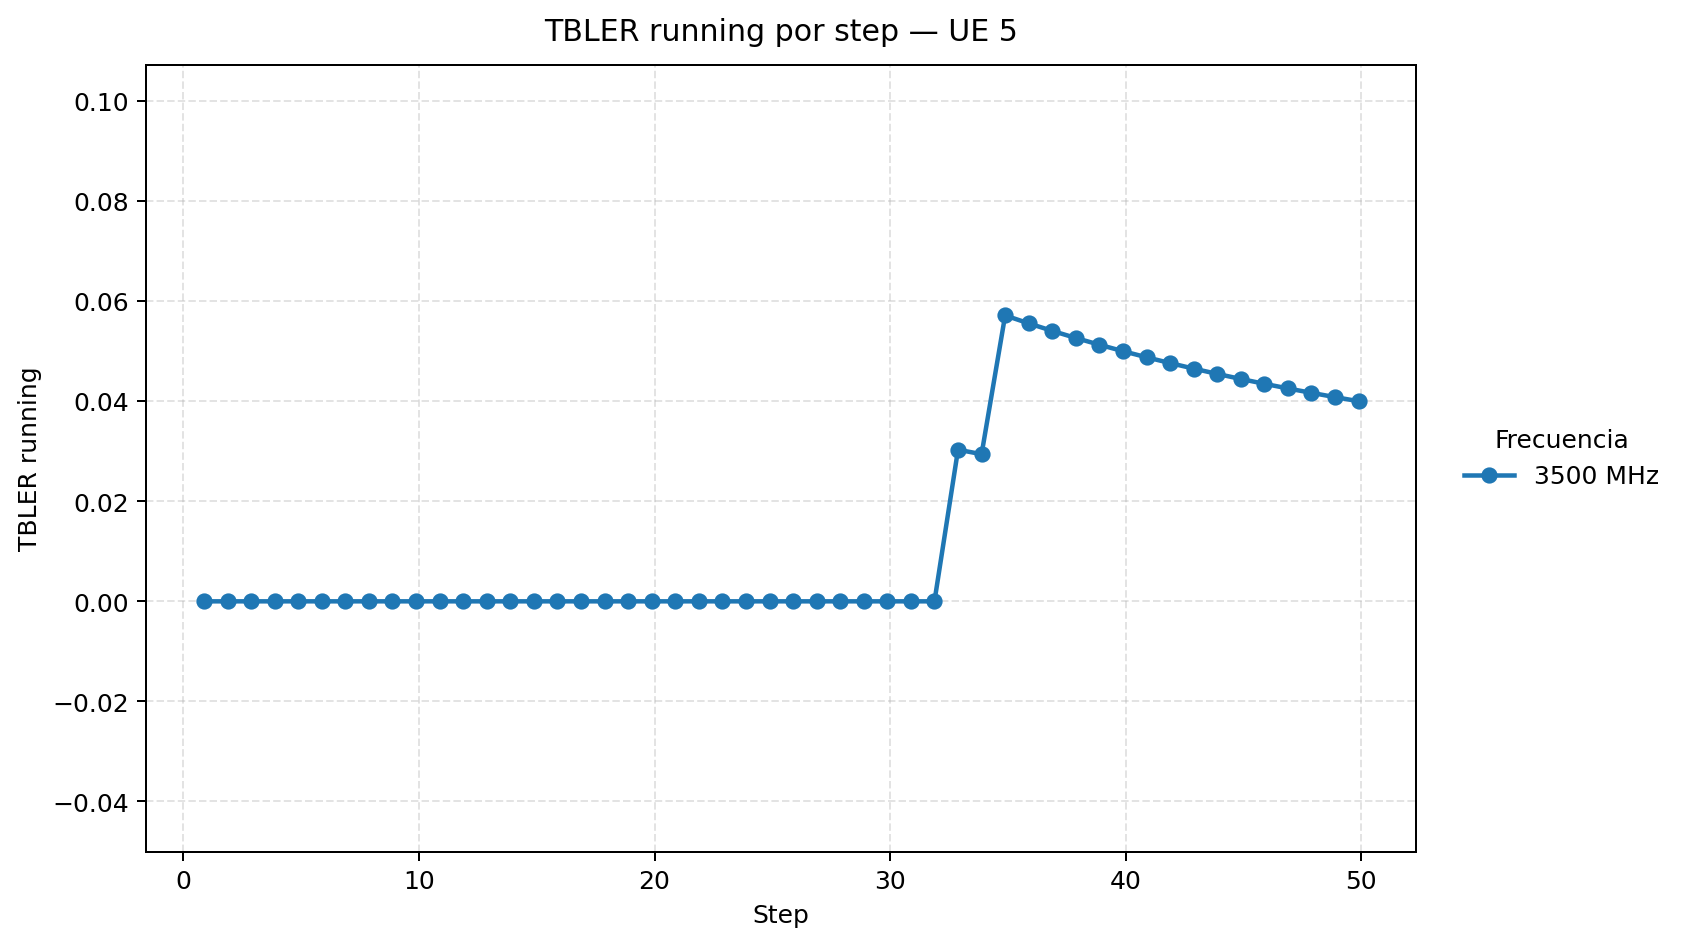 TBLER running por step — UE 5
TBLER running
0.10
0.08
0.06
0.04
0.02
0.00
−0.02
−0.04
0 10 20 30 40 50
Step
Frecuencia
3500 MHz